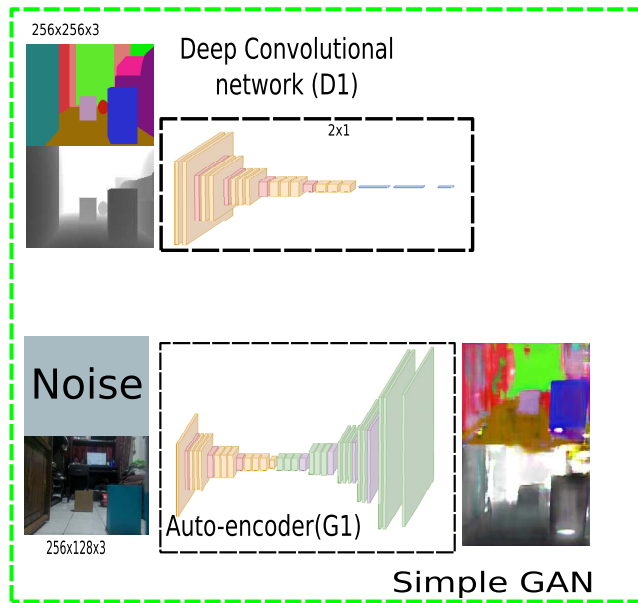 256x256x3
Deep Convolutional
network (D1)
2x1
Noise
Auto-encoder(G1)
256x128x3
Simple GAN